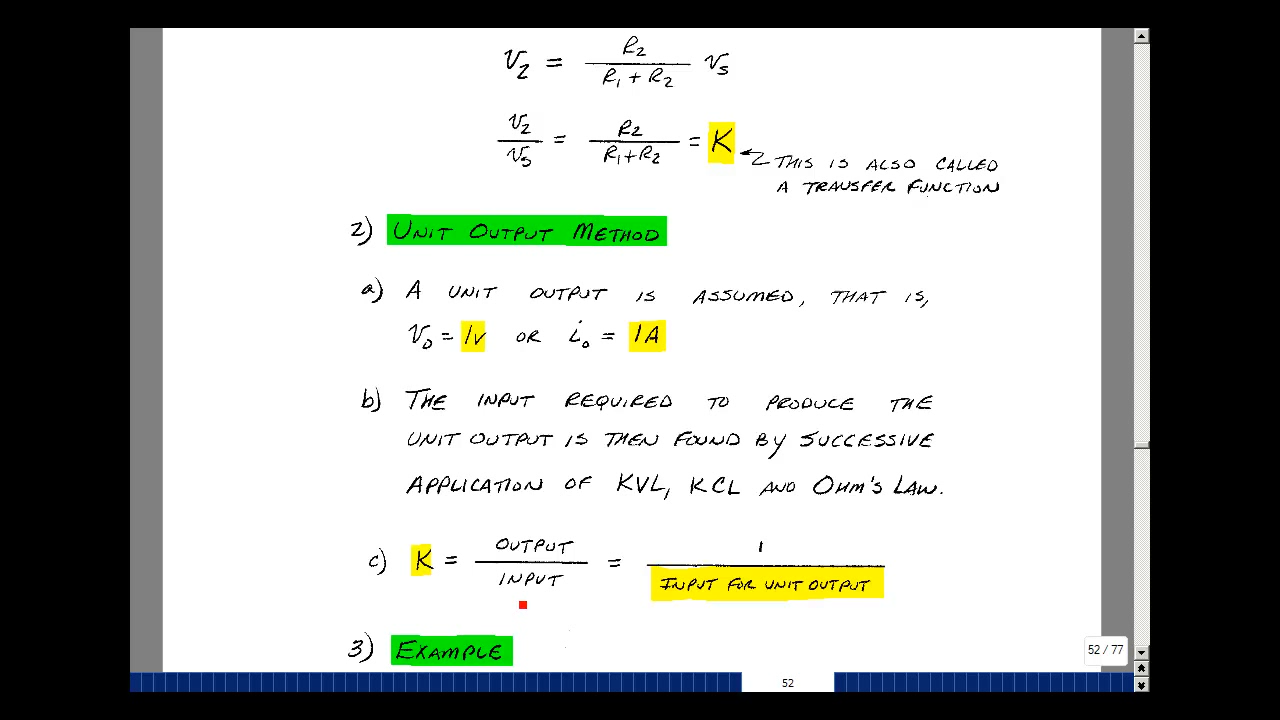 V₂ = R₂ / (R₁ + R₂) Vs
V₂ / Vs = R₂ / (R₁+R₂) = K
THIS IS ALSO CALLED
A TRANSFER FUNCTION
2) UNIT OUTPUT METHOD
a) A UNIT OUTPUT IS ASSUMED, THAT IS,
V₀ = 1V OR i₀ = 1A
b) THE INPUT REQUIRED TO PRODUCE THE
UNIT OUTPUT IS THEN FOUND BY SUCCESSIVE
APPLICATION OF KVL, KCL AND OHM'S LAW.
c) K = OUTPUT / INPUT = 1 / INPUT FOR UNIT OUTPUT
3) EXAMPLE
52 / 77
52